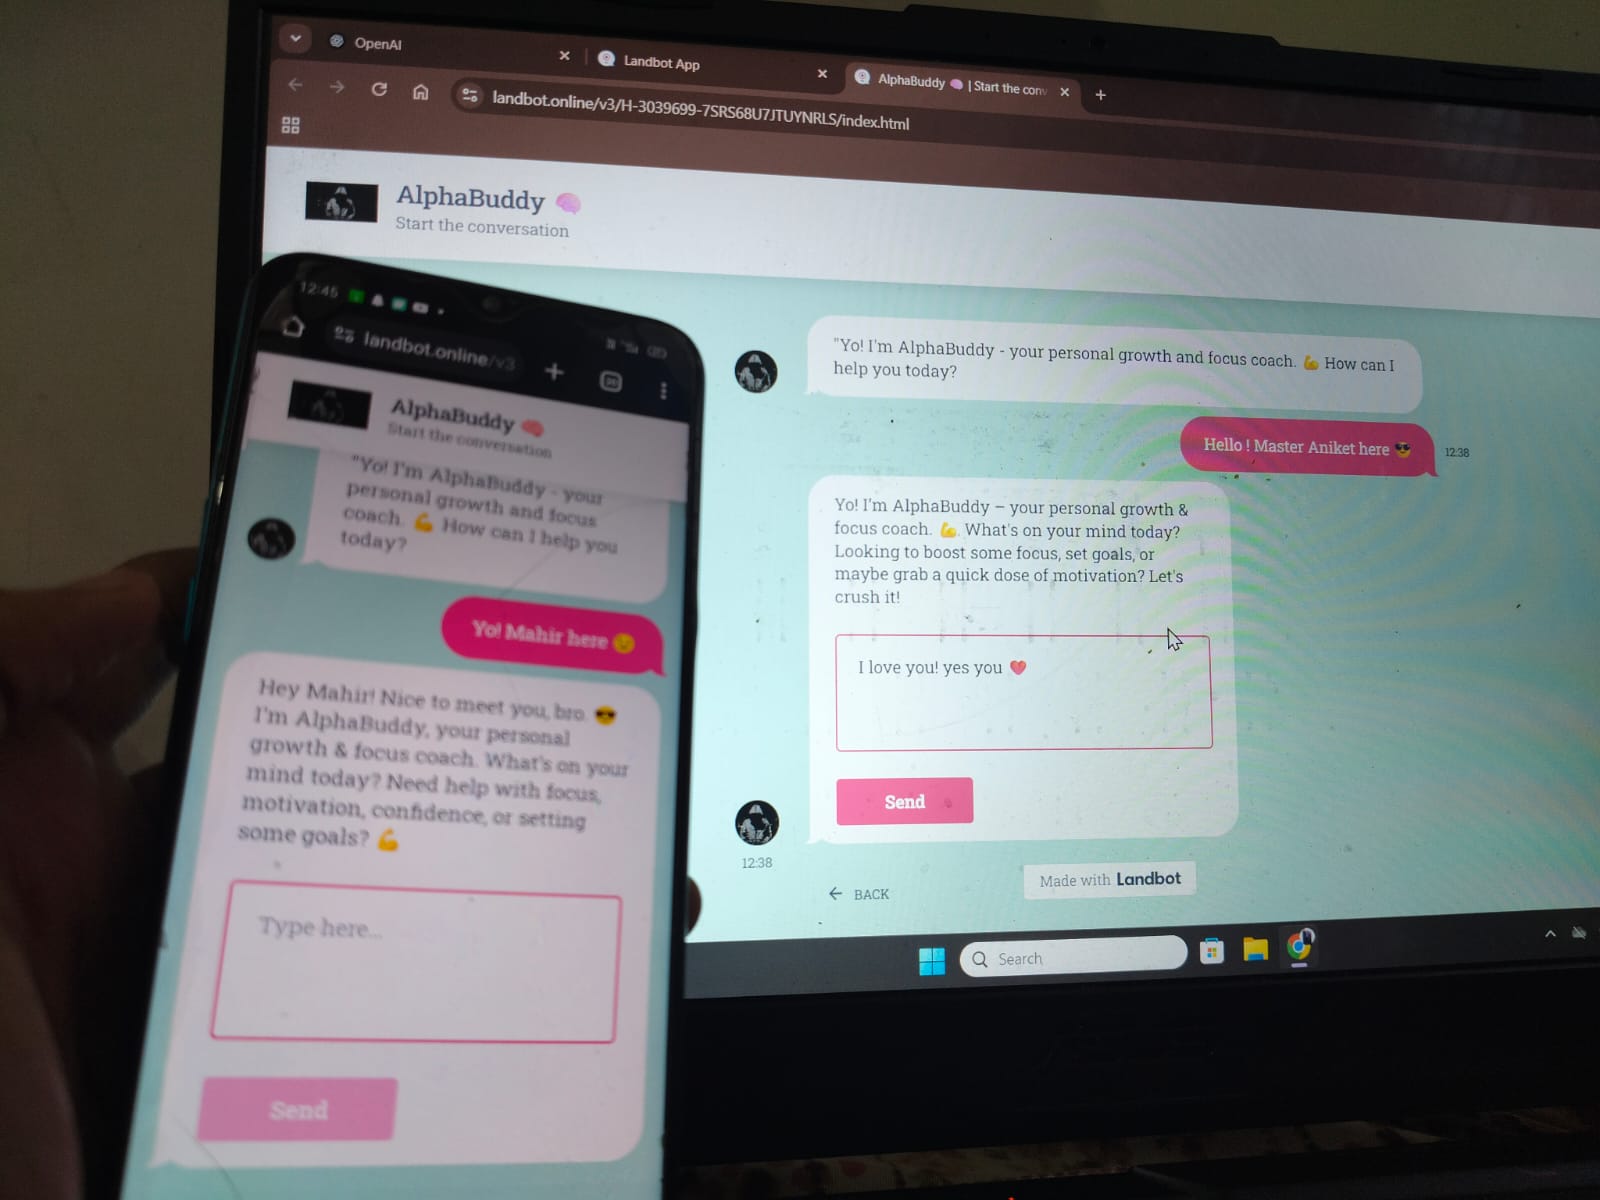 OpenAI
Landbot App
AlphaBuddy 🧠 | Start the conv
landbot.online/v3/H-3039699-7SRS68U7JTUYNRLS/index.html
AlphaBuddy 🧠
Start the conversation
"Yo! I'm AlphaBuddy - your personal growth and focus coach. 💪 How can I
help you today?
Hello ! Master Aniket here 😎
12:38
Yo! I'm AlphaBuddy – your personal growth &
focus coach. 💪. What's on your mind today?
Looking to boost some focus, set goals, or
maybe grab a quick dose of motivation? Let's
crush it!
I love you! yes you ❤️
Send
12:38
BACK
Made with Landbot
Search
12:45
landbot.online/v3
AlphaBuddy 🧠
Start the conversation
"Yo! I'm AlphaBuddy - your
personal growth and focus
coach. 💪 How can I help you
today?
Yo! Mahir here 😉
Hey Mahir! Nice to meet you, bro. 😎
I'm AlphaBuddy, your personal
growth & focus coach. What's on your
mind today? Need help with focus,
motivation, confidence, or setting
some goals? 💪
Type here...
Send